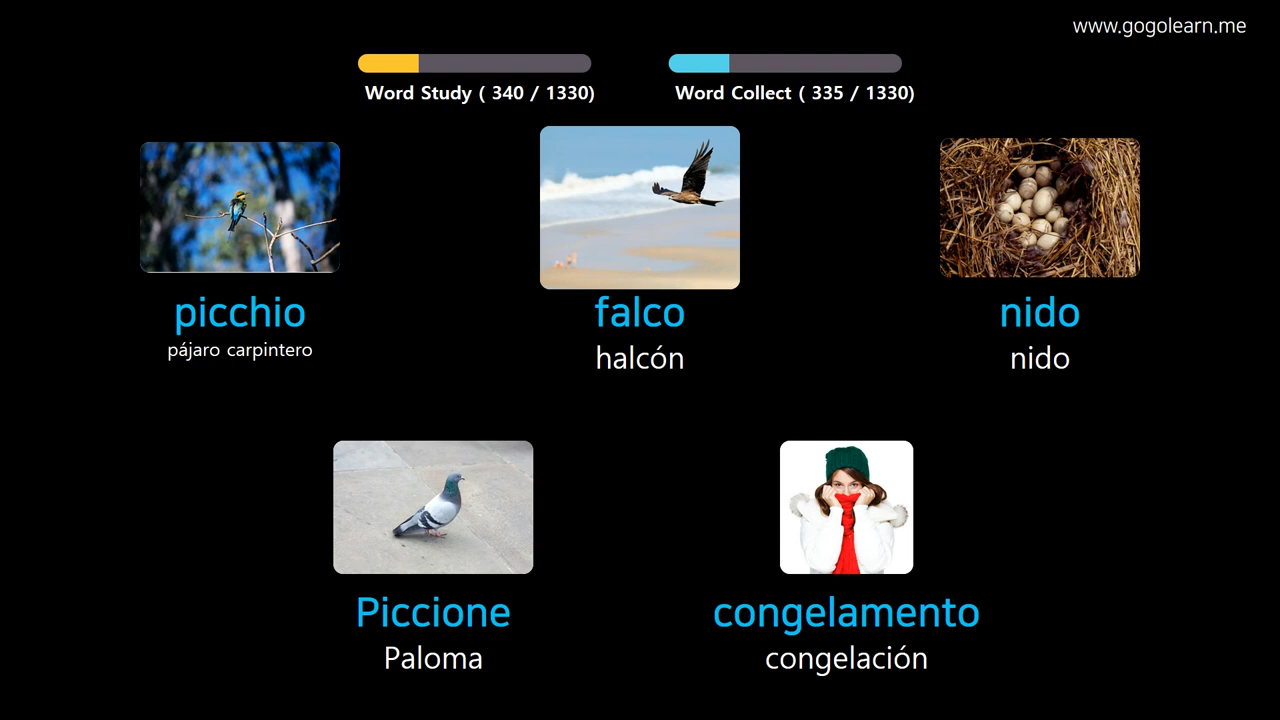 www.gogolearn.me
Word Study ( 340 / 1330)
Word Collect ( 335 / 1330)
picchio
pájaro carpintero
falco
halcón
nido
nido
Piccione
Paloma
congelamento
congelación